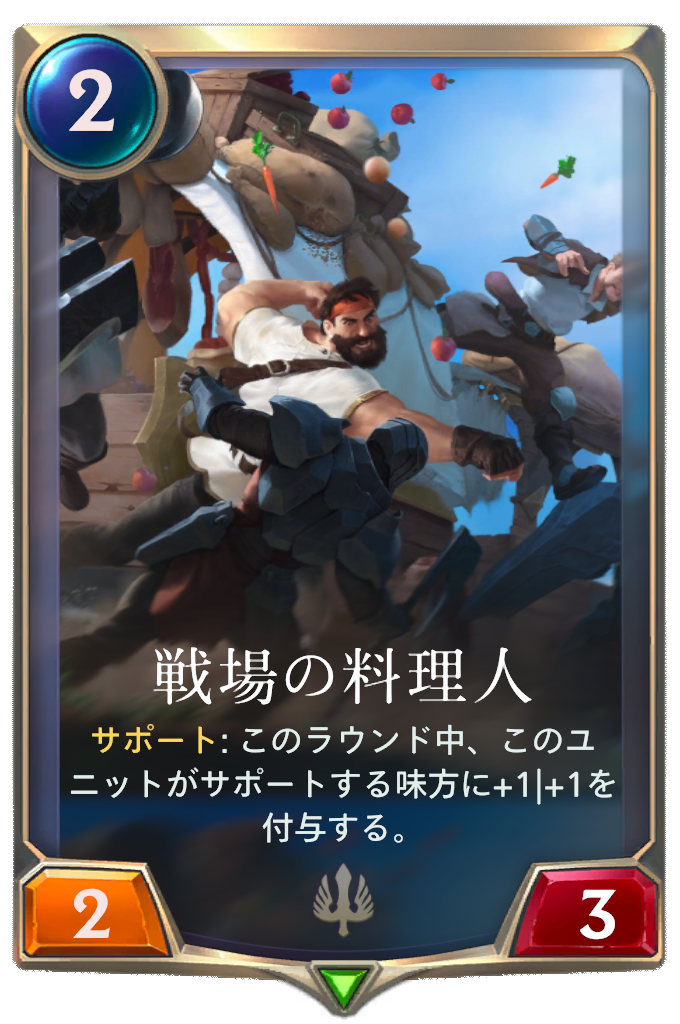 2
戦場の料理人
サポート: このラウンド中、このユ
ニットがサポートする味方に+1|+1を
付与する。
2
3